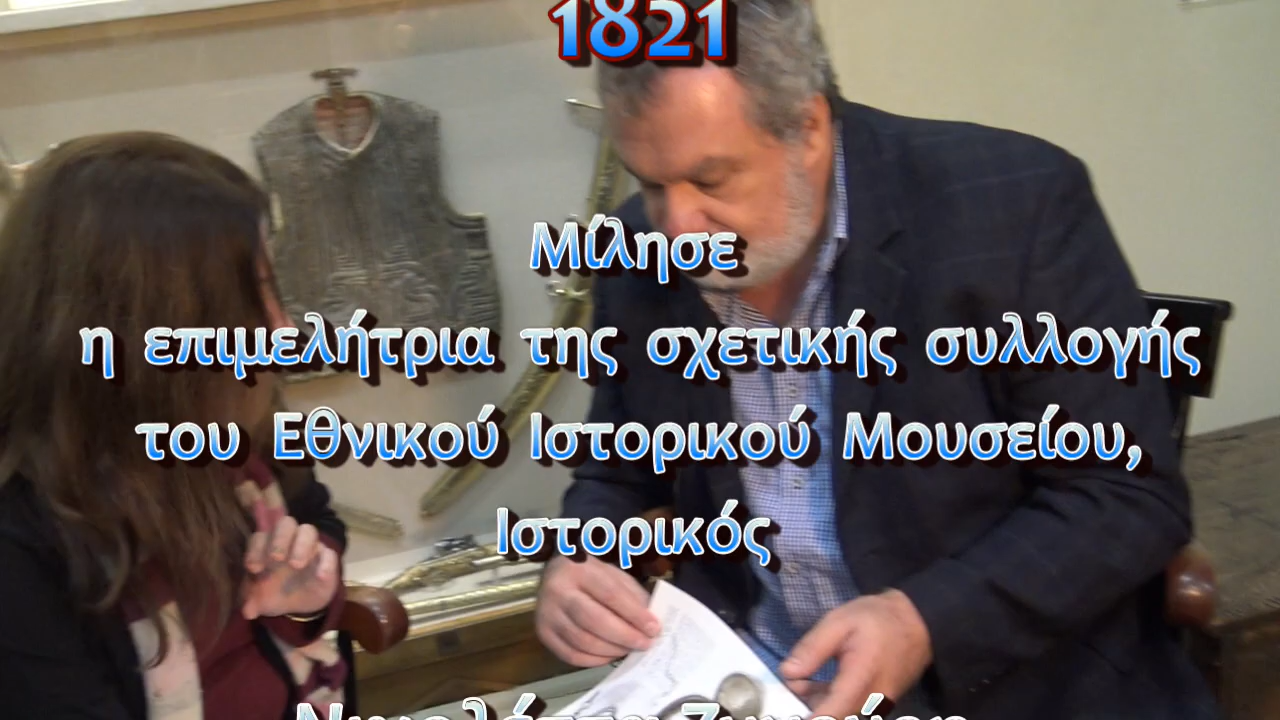 1821
Μίλησε
η επιμελήτρια της σχετικής συλλογής
του Εθνικού Ιστορικού Μουσείου,
Ιστορικός